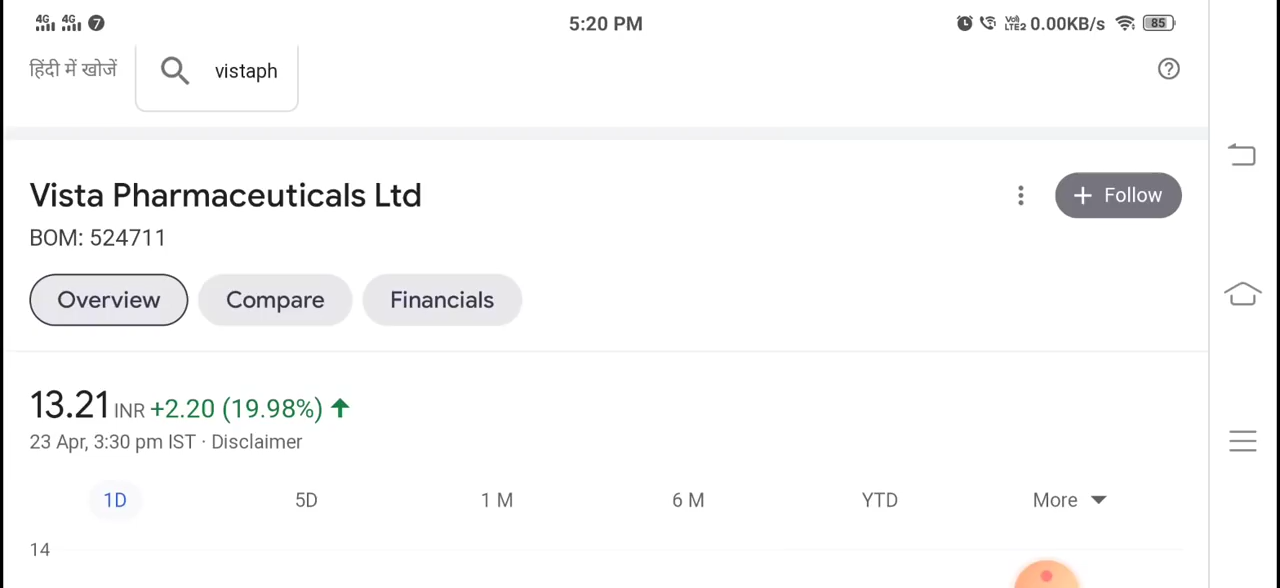 4G 4G 7 5:20 PM Vo)) LTE2 0.00KB/s 85
हिंदी में खोजें vistaph
Vista Pharmaceuticals Ltd
+ Follow
BOM: 524711
Overview Compare Financials
13.21 INR +2.20 (19.98%)
23 Apr, 3:30 pm IST · Disclaimer
1D 5D 1 M 6 M YTD More
14